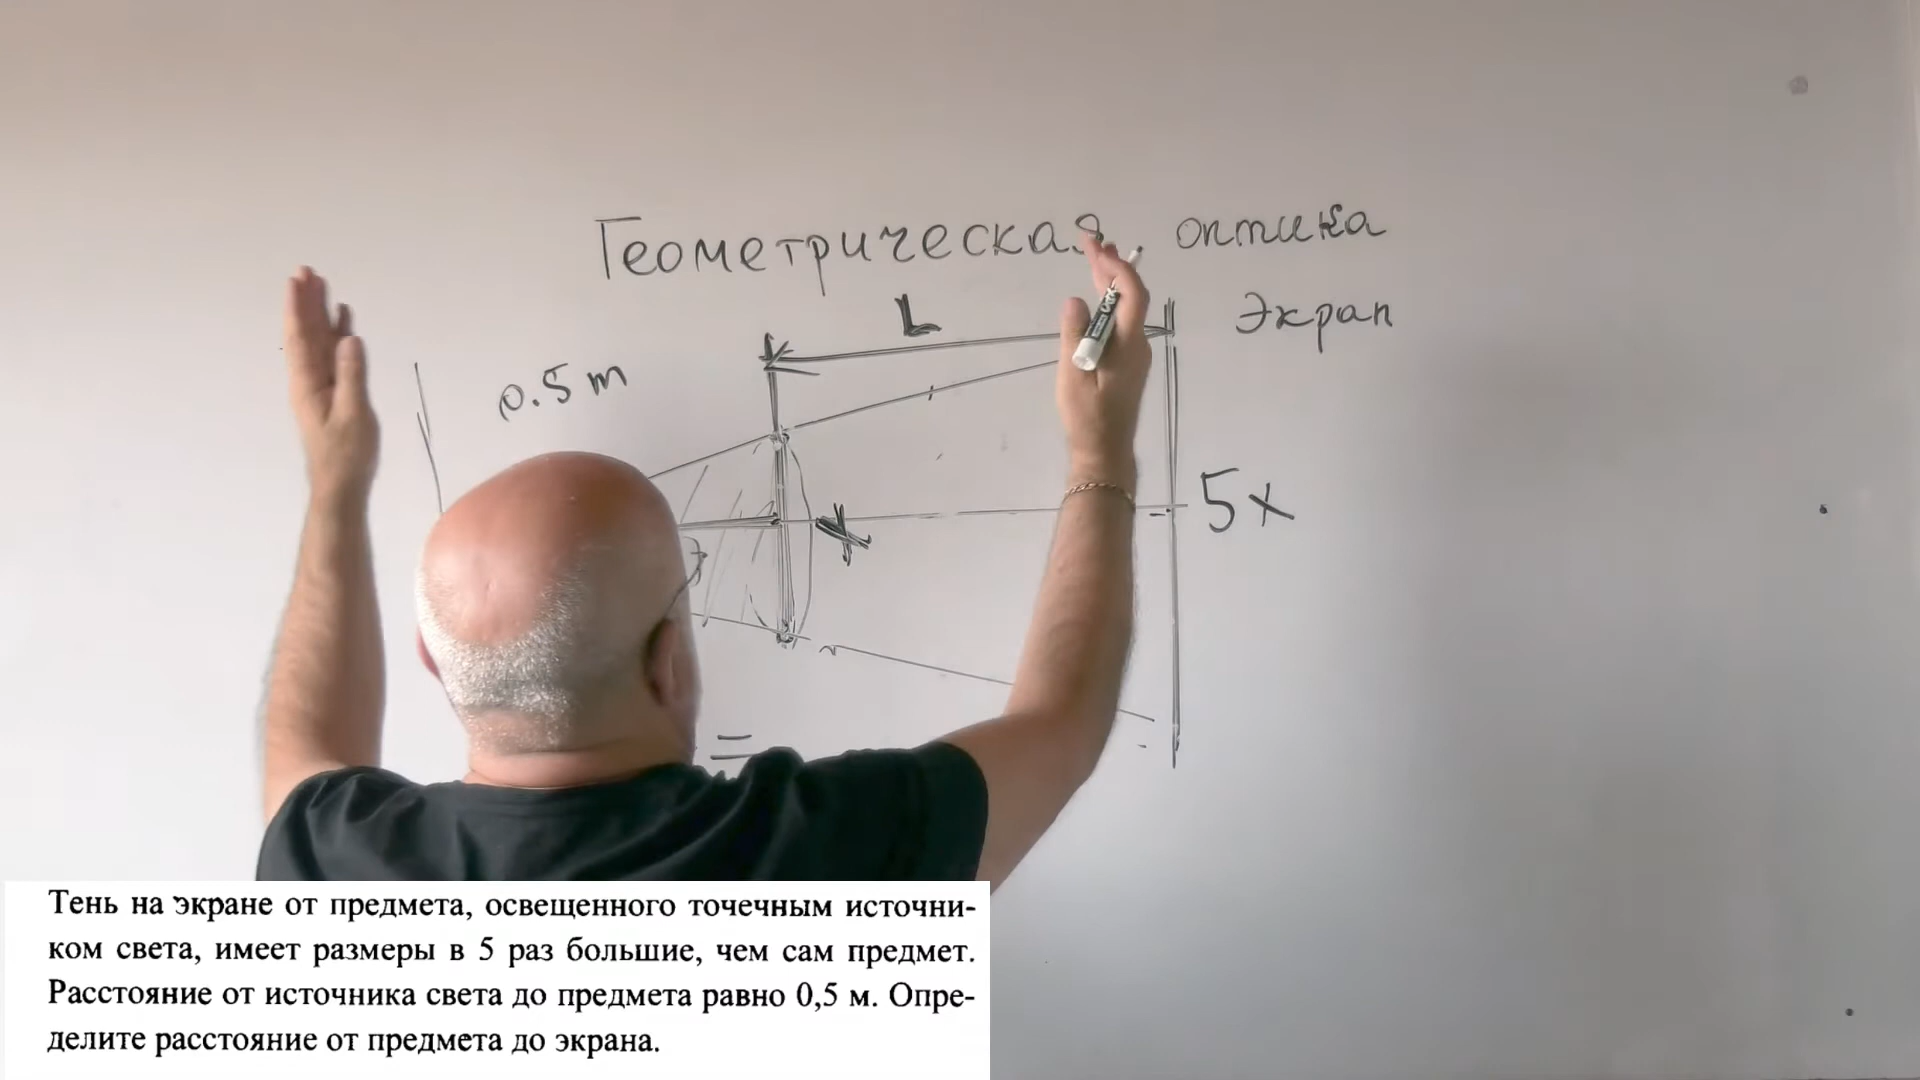 Геометрическая оптика
L
Экран
0.5 m
x
5x
=
Тень на экране от предмета, освещенного точечным источни-
ком света, имеет размеры в 5 раз большие, чем сам предмет.
Расстояние от источника света до предмета равно 0,5 м. Опре-
делите расстояние от предмета до экрана.